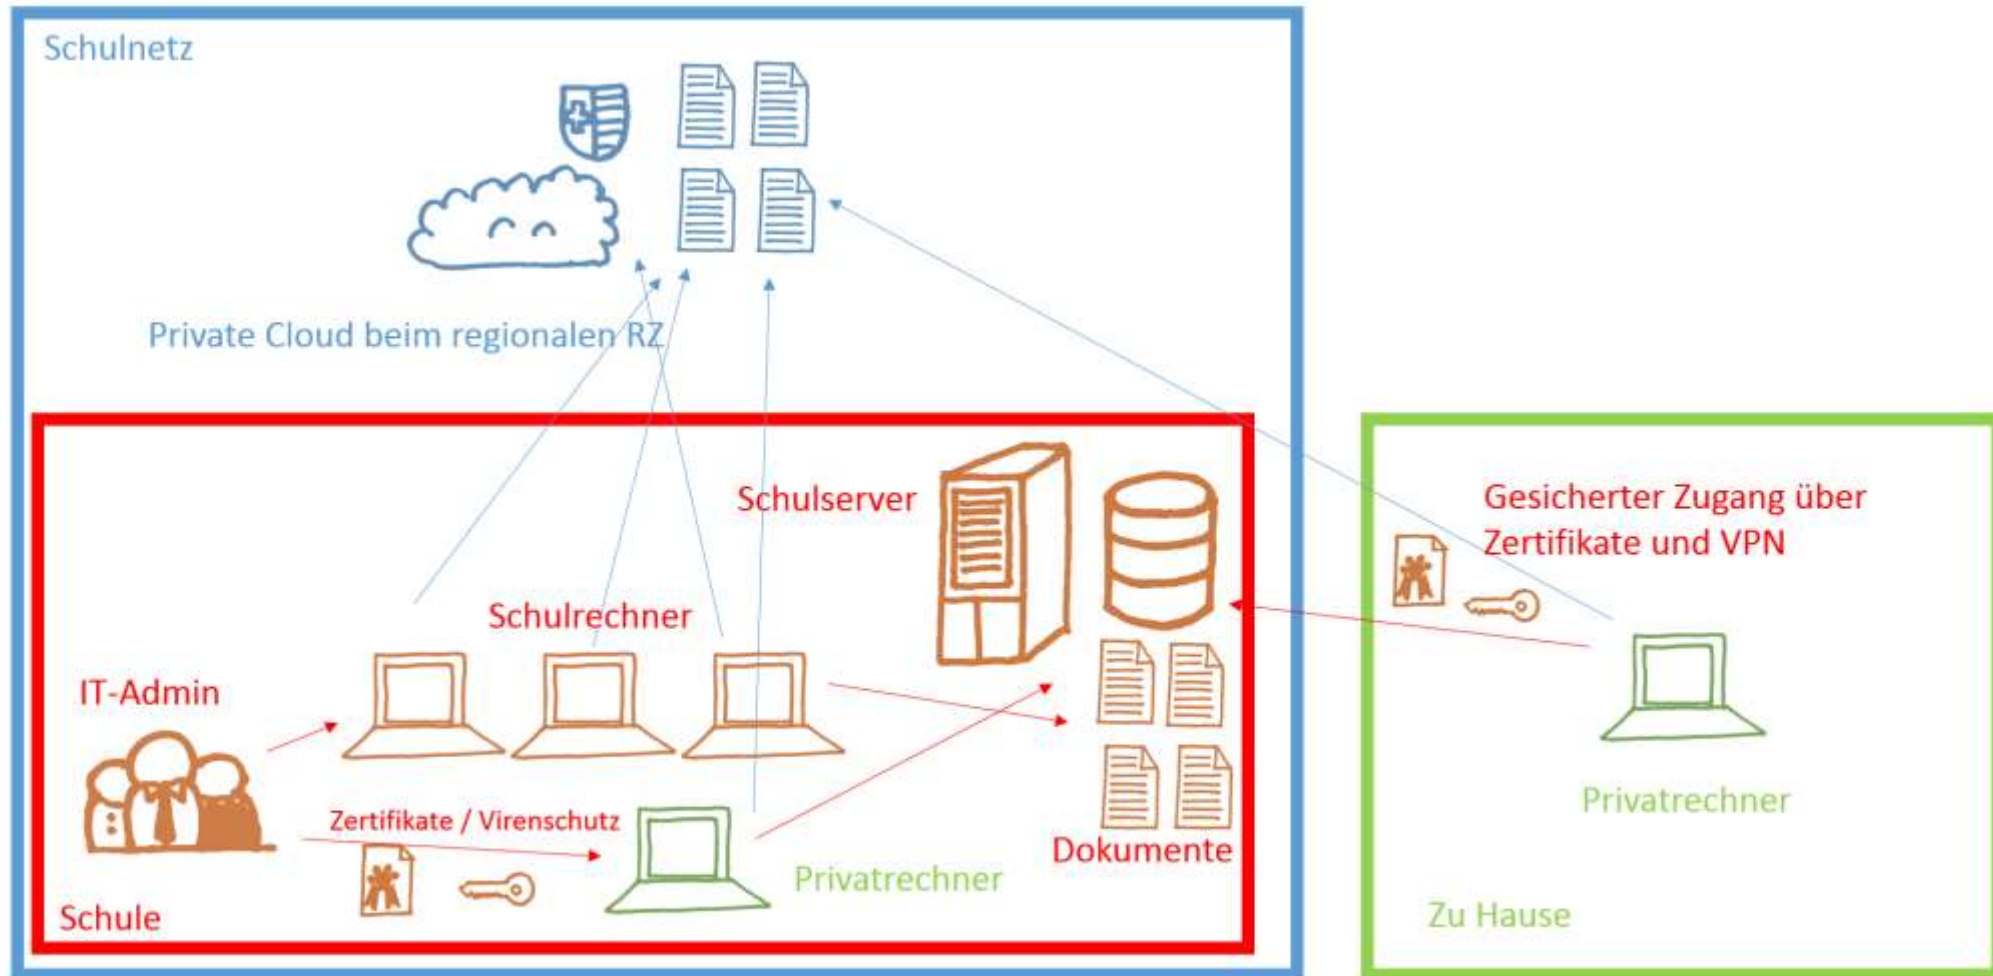 Schulnetz
Private Cloud beim regionalen RZ
Schulserver
Schulrechner
IT-Admin
Zertifikate / Virenschutz
Privatrechner
Dokumente
Schule
Gesicherter Zugang über
Zertifikate und VPN
Privatrechner
Zu Hause